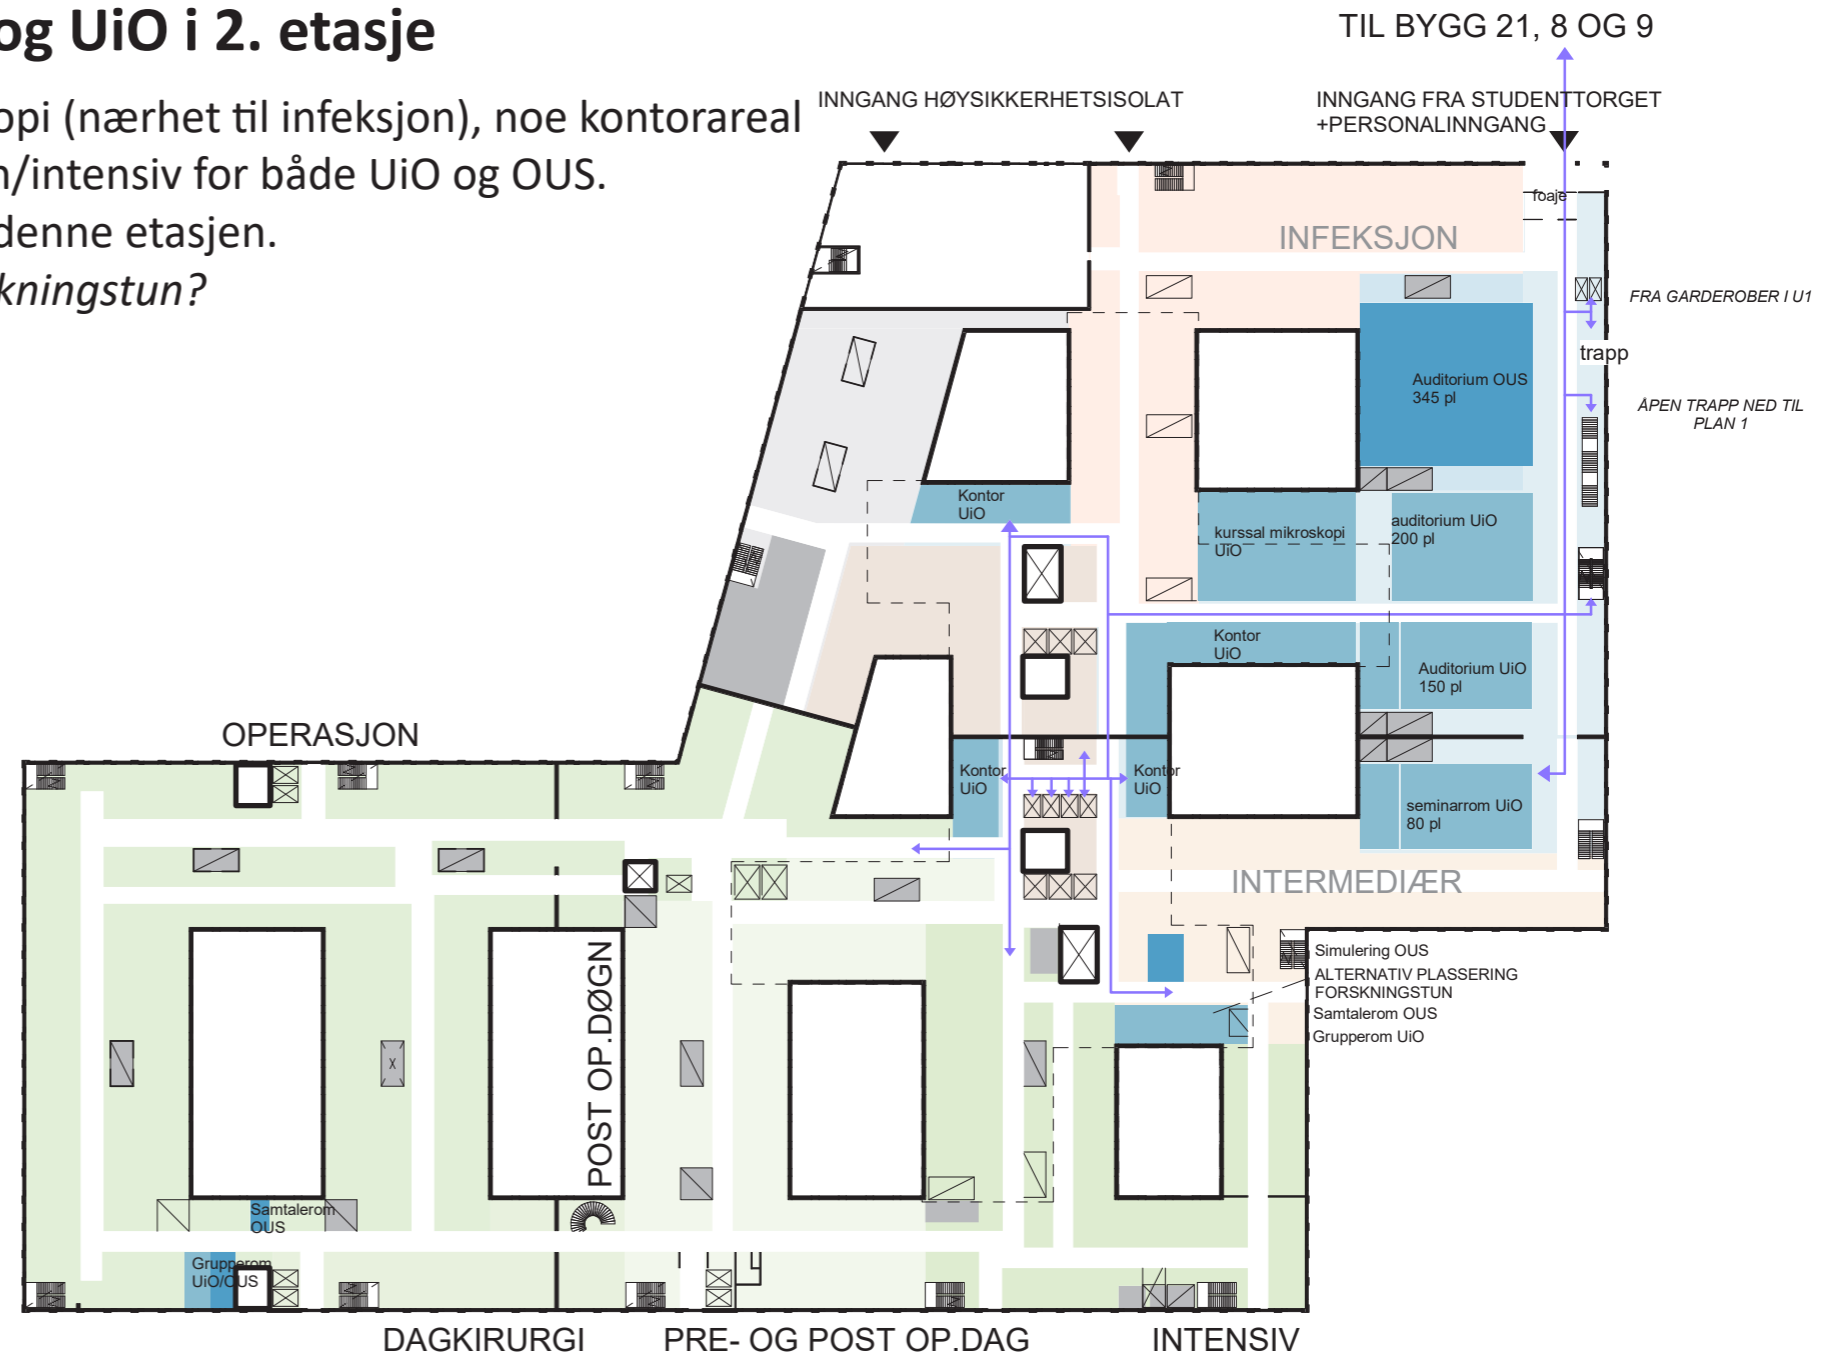 og UiO i 2. etasje
opi (nærhet til infeksjon), noe kontorareal
n/intensiv for både UiO og OUS.
denne etasjen.
kningstun?
TIL BYGG 21, 8 OG 9
INNGANG HØYSIKKERHETSISOLAT
INNGANG FRA STUDENTTORGET
+PERSONALINNGANG
foaje
INFEKSJON
FRA GARDEROBER I U1
trapp
Auditorium OUS
345 pl
ÅPEN TRAPP NED TIL
PLAN 1
Kontor
UiO
kurssal mikroskopi
UiO
auditorium UiO
200 pl
Kontor
UiO
Auditorium UiO
150 pl
OPERASJON
Kontor
UiO
Kontor
UiO
seminarrom UiO
80 pl
INTERMEDIÆR
POST OP.DØGN
Simulering OUS
ALTERNATIV PLASSERING
FORSKNINGSTUN
Samtalerom OUS
Grupperom UiO
X
Samtalerom
OUS
Grupperom
UiO/OUS
DAGKIRURGI
PRE- OG POST OP.DAG
INTENSIV